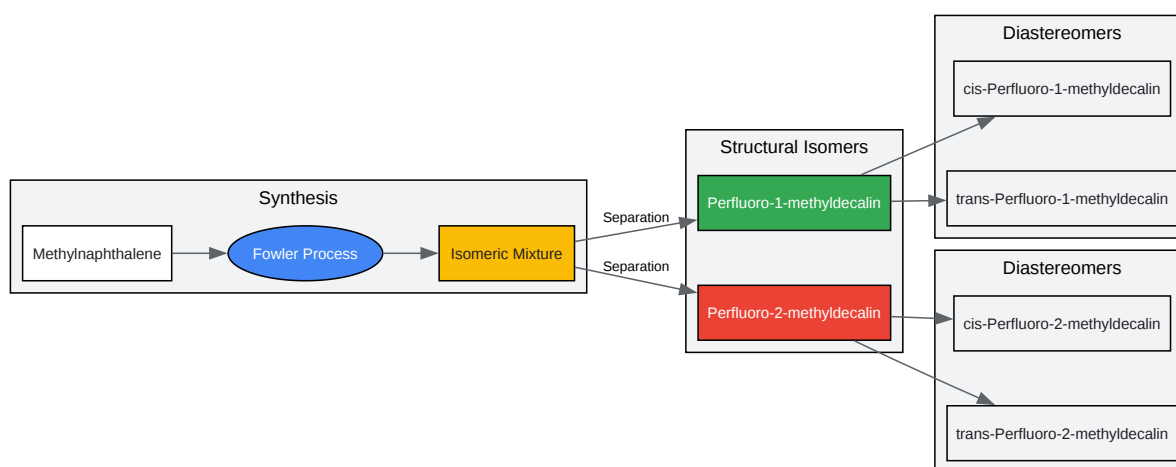 Synthesis
Methylnaphthalene
Fowler Process
Isomeric Mixture
Separation
Separation
Structural Isomers
Perfluoro-1-methyldecalin
Perfluoro-2-methyldecalin
Diastereomers
cis-Perfluoro-1-methyldecalin
trans-Perfluoro-1-methyldecalin
Diastereomers
cis-Perfluoro-2-methyldecalin
trans-Perfluoro-2-methyldecalin